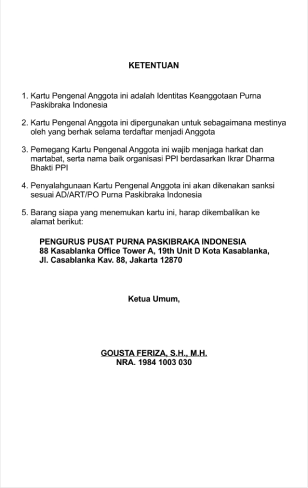 KETENTUAN
1. Kartu Pengenal Anggota ini adalah Identitas Keanggotaan Purna
Paskibraka Indonesia
2. Kartu Pengenal Anggota ini dipergunakan untuk sebagaimana mestinya
oleh yang berhak selama terdaftar menjadi Anggota
3. Pemegang Kartu Pengenal Anggota ini wajib menjaga harkat dan
martabat, serta nama baik organisasi PPI berdasarkan Ikrar Dharma
Bhakti PPI
4. Penyalahgunaan Kartu Pengenal Anggota ini akan dikenakan sanksi
sesuai AD/ART/PO Purna Paskibraka Indonesia
5. Barang siapa yang menemukan kartu ini, harap dikembalikan ke
alamat berikut:
PENGURUS PUSAT PURNA PASKIBRAKA INDONESIA
88 Kasablanka Office Tower A, 19th Unit D Kota Kasablanka,
Jl. Casablanka Kav. 88, Jakarta 12870
Ketua Umum,
GOUSTA FERIZA, S.H., M.H.
NRA. 1984 1003 030